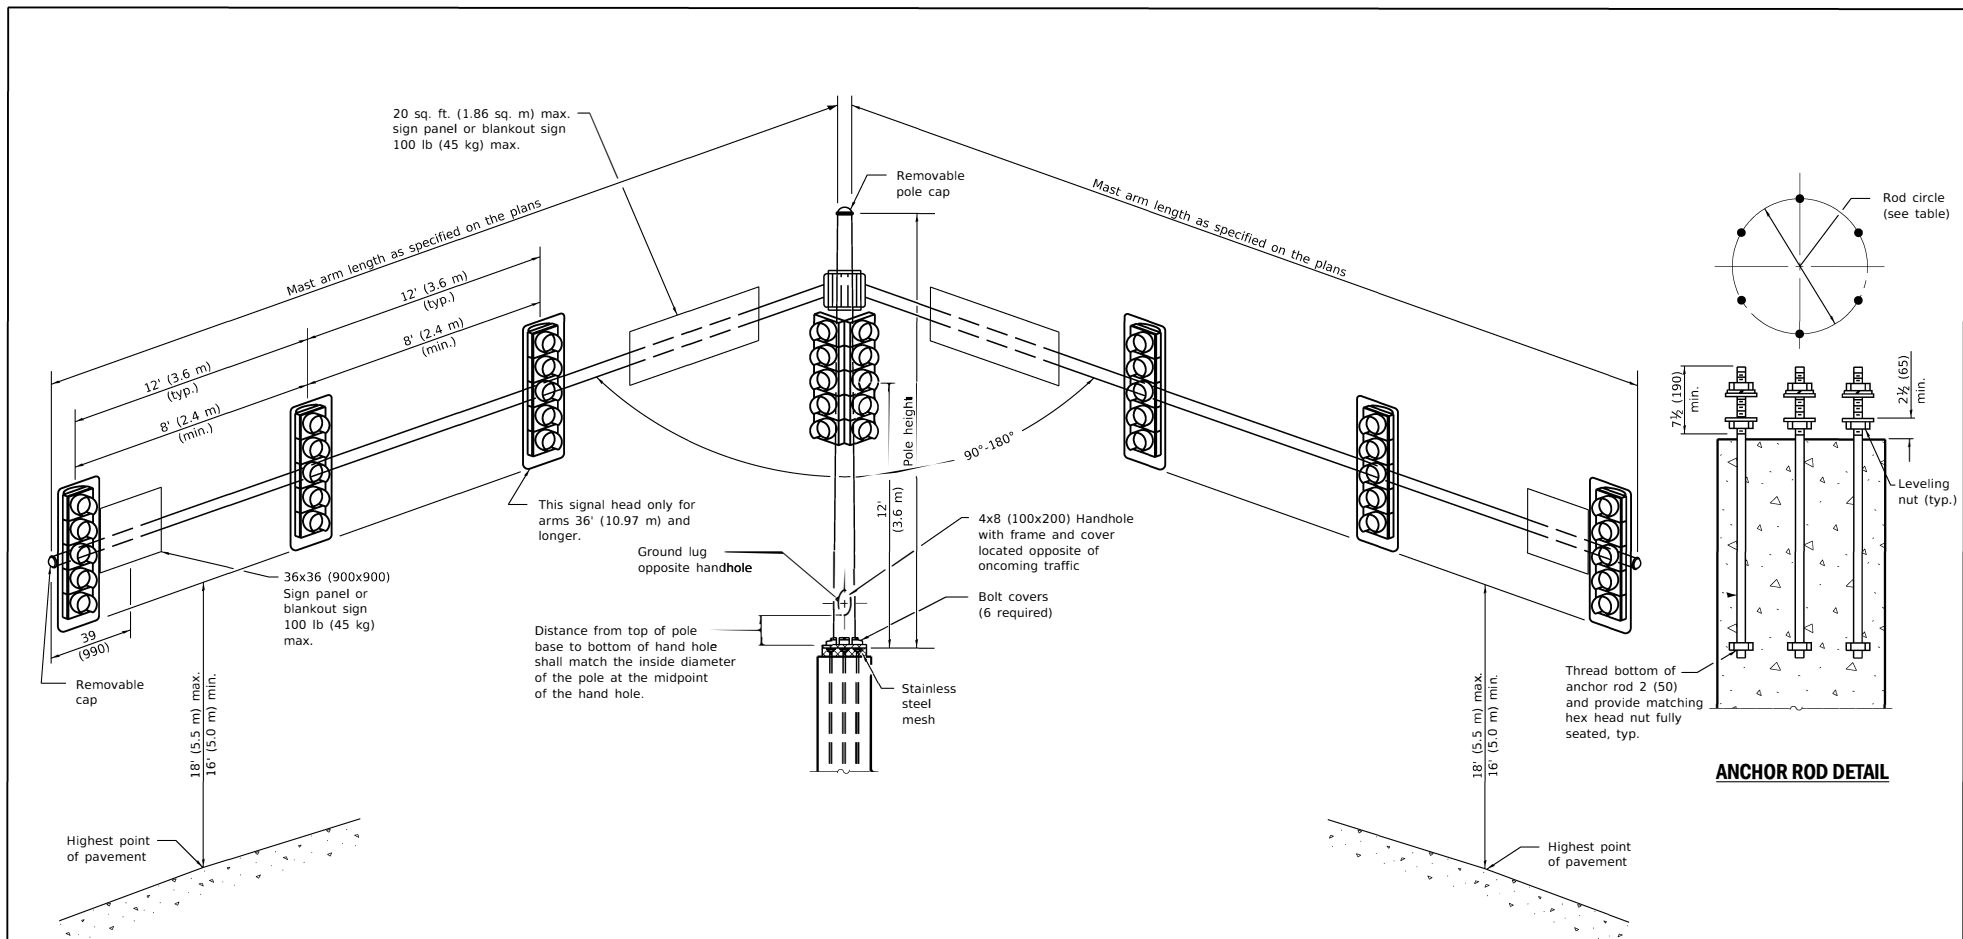 20 sq. ft. (1.86 sq. m) max.
sign panel or blankout sign
100 lb (45 kg) max.
Removable
pole cap
Mast arm length as specified on the plans
Mast arm length as specified on the plans
Rod circle
(see table)
12' (3.6 m)
(typ.)
8' (2.4 m)
(min.)
12' (3.6 m)
(typ.)
8' (2.4 m)
(min.)
Pole height
90°-180°
12'
(3.6 m)
7½ (190)
min.
2½ (65)
min.
Leveling
nut (typ.)
This signal head only for
arms 36' (10.97 m) and
longer.
Ground lug
opposite handhole
4x8 (100x200) Handhole
with frame and cover
located opposite of
oncoming traffic
Bolt covers
(6 required)
36x36 (900x900)
Sign panel or
blankout sign
100 lb (45 kg)
max.
39
(990)
Removable
cap
Distance from top of pole
base to bottom of hand hole
shall match the inside diameter
of the pole at the midpoint
of the hand hole.
Stainless
steel
mesh
Thread bottom of
anchor rod 2 (50)
and provide matching
hex head nut fully
seated, typ.
ANCHOR ROD DETAIL
18' (5.5 m) max.
16' (5.0 m) min.
18' (5.5 m) max.
16' (5.0 m) min.
Highest point
of pavement
Highest point
of pavement